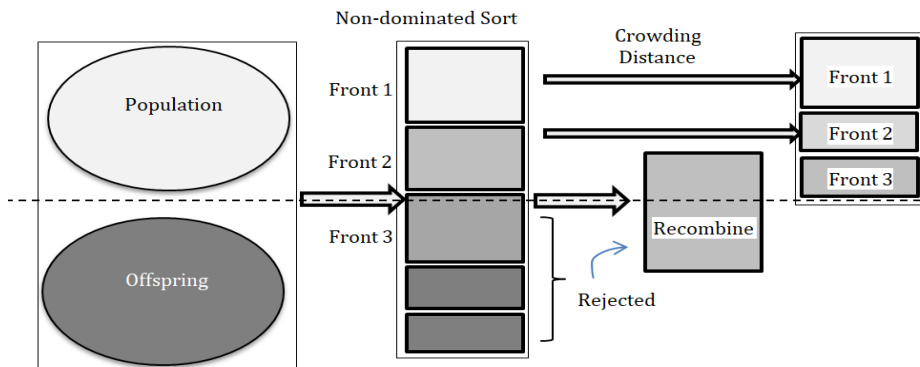 Non-dominated Sort
Population
Offspring
Front 1
Front 2
Front 3
Crowding
Distance
Recombine
Rejected
Front 1
Front 2
Front 3